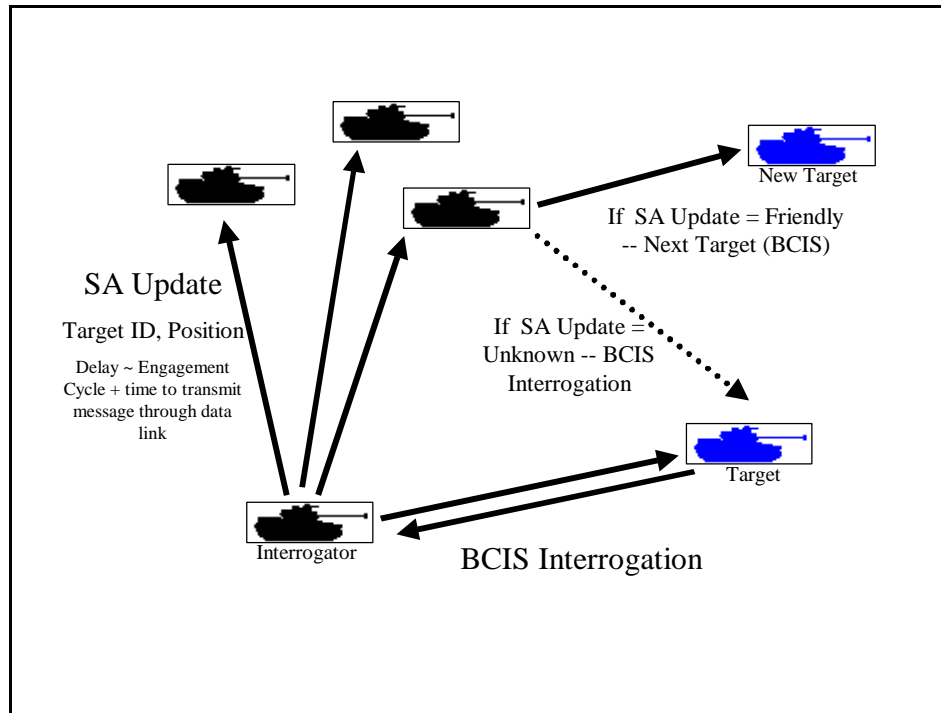 New Target
If SA Update = Friendly
-- Next Target (BCIS)
SA Update
Target ID, Position
Delay ~ Engagement
Cycle + time to transmit
message through data
link
If SA Update =
Unknown -- BCIS
Interrogation
Target
Interrogator
BCIS Interrogation